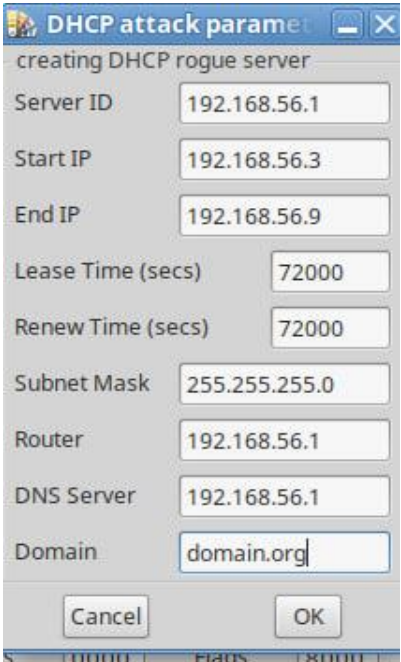 DHCP attack paramet
creating DHCP rogue server
Server ID 192.168.56.1
Start IP 192.168.56.3
End IP 192.168.56.9
Lease Time (secs) 72000
Renew Time (secs) 72000
Subnet Mask 255.255.255.0
Router 192.168.56.1
DNS Server 192.168.56.1
Domain domain.org
Cancel OK